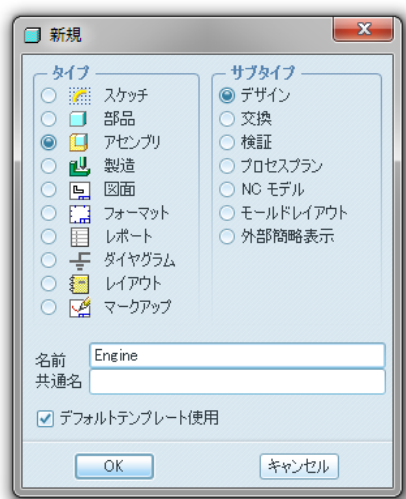 新規
タイプ
スケッチ
部品
アセンブリ
製造
図面
フォーマット
レポート
ダイヤグラム
レイアウト
マークアップ
サブタイプ
デザイン
交換
検証
プロセスプラン
NC モデル
モールドレイアウト
外部簡略表示
名前 Engine
共通名
デフォルトテンプレート使用
OK キャンセル